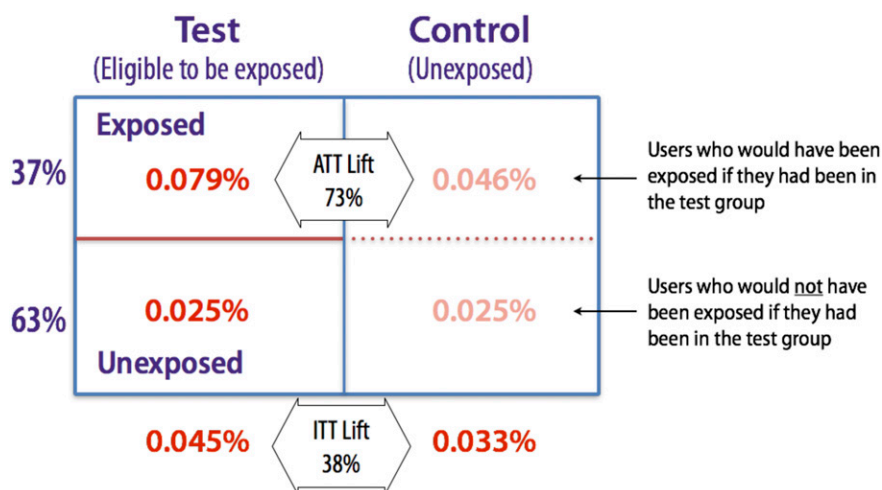 Test
(Eligible to be exposed)
Control
(Unexposed)
Exposed
37%
0.079%
ATT Lift
73%
0.046%
Users who would have been
exposed if they had been in
the test group
63%
0.025%
0.025%
Users who would not have
been exposed if they had
been in the test group
Unexposed
0.045%
ITT Lift
38%
0.033%